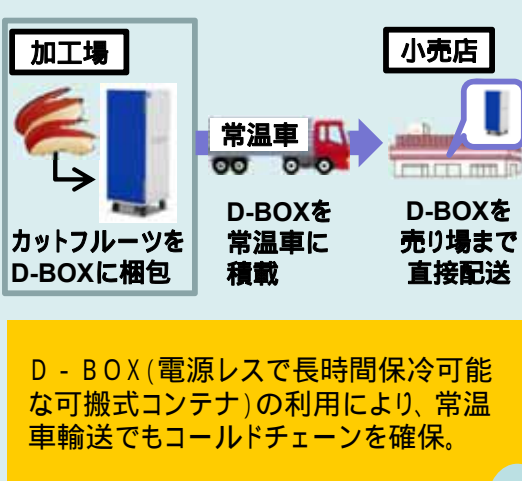 加工場
小売店
常温車
カットフルーツを
D-BOXに梱包
D-BOXを
常温車に
積載
D-BOXを
売り場まで
直接配送
D-BOX(電源レスで長時間保冷可能
な可搬式コンテナ)の利用により、常温
車輸送でもコールドチェーンを確保。